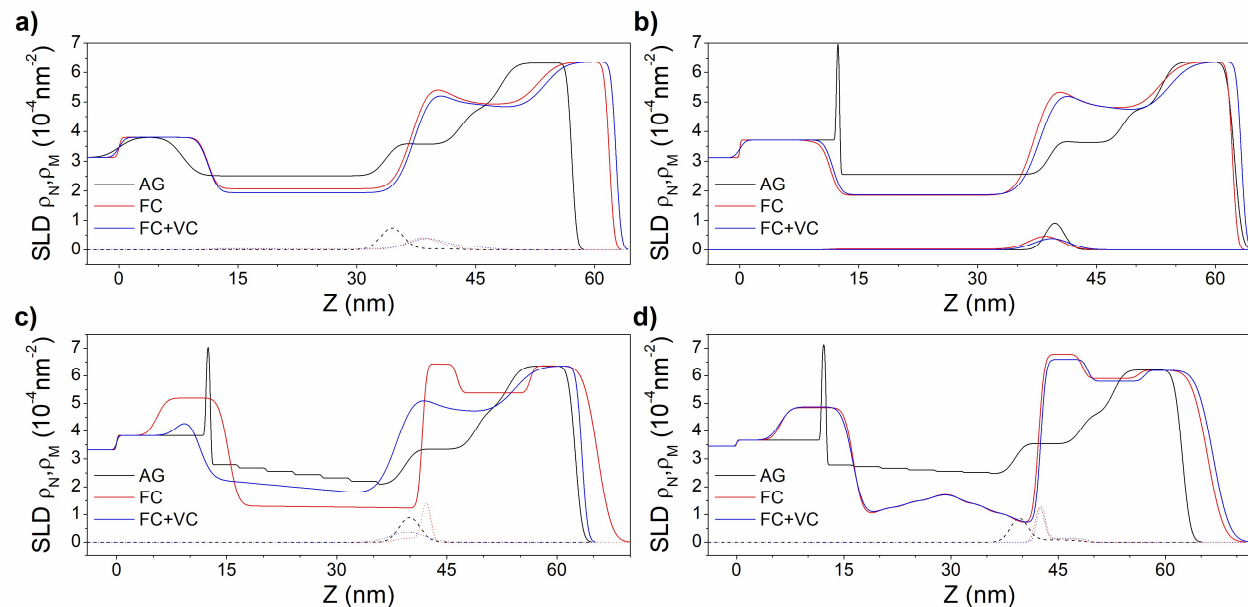 a)
SLD ρN,ρM (10-4nm-2)
7
6
5
4
3
2
1
0
AG
FC
FC+VC
0 15 30 45 60
Z (nm)
b)
SLD ρN,ρM (10-4nm-2)
7
6
5
4
3
2
1
0
AG
FC
FC+VC
0 15 30 45 60
Z (nm)
c)
SLD ρN,ρM (10-4nm-2)
7
6
5
4
3
2
1
0
AG
FC
FC+VC
0 15 30 45 60
Z (nm)
d)
SLD ρN,ρM (10-4nm-2)
7
6
5
4
3
2
1
0
AG
FC
FC+VC
0 15 30 45 60
Z (nm)